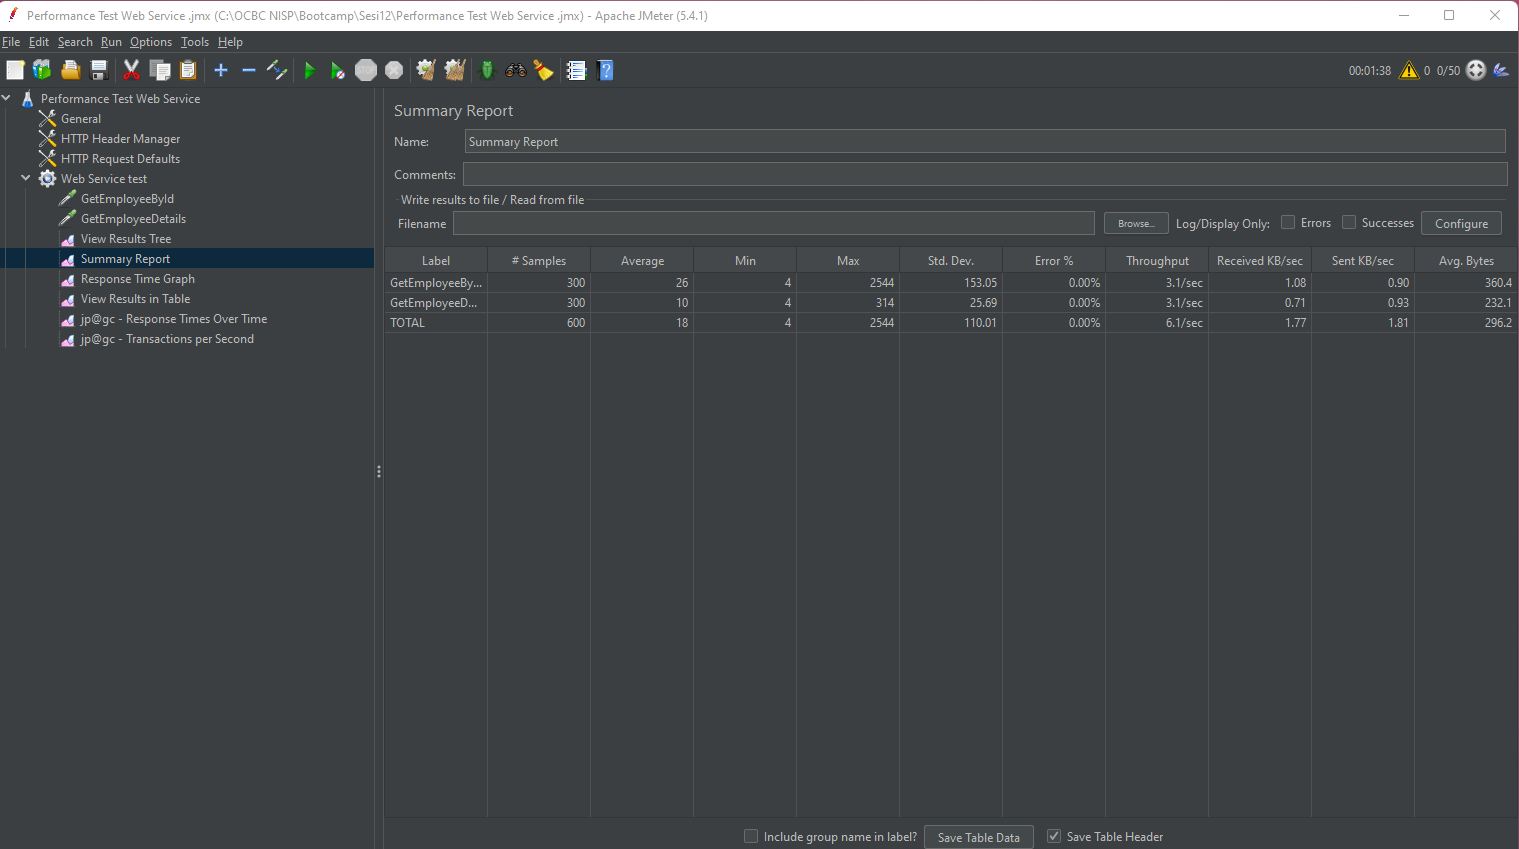 Performance Test Web Service .jmx (C:\OCBC NISP\Bootcamp\Sesi12\Performance Test Web Service .jmx) - Apache JMeter (5.4.1)
File Edit Search Run Options Tools Help
STOP
00:01:38 0 0/50
Performance Test Web Service
General
HTTP Header Manager
HTTP Request Defaults
Web Service test
GetEmployeeById
GetEmployeeDetails
View Results Tree
Summary Report
Response Time Graph
View Results in Table
jp@gc - Response Times Over Time
jp@gc - Transactions per Second
Summary Report
Name: Summary Report
Comments:
Write results to file / Read from file
Filename Browse... Log/Display Only: Errors Successes Configure
Label # Samples Average Min Max Std. Dev. Error % Throughput Received KB/sec Sent KB/sec Avg. Bytes
GetEmployeeBy... 300 26 4 2544 153.05 0.00% 3.1/sec 1.08 0.90 360.4
GetEmployeeD... 300 10 4 314 25.69 0.00% 3.1/sec 0.71 0.93 232.1
TOTAL 600 18 4 2544 110.01 0.00% 6.1/sec 1.77 1.81 296.2
Include group name in label? Save Table Data Save Table Header